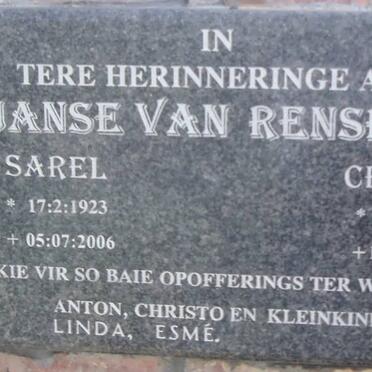 IN
TERE HERINNERINGE A
JANSE VAN RENS
SAREL C
* 17:2:1923 *
+ 05:07:2006 +
KIE VIR SO BAIE OPOFFERINGS TER W
ANTON, CHRISTO EN KLEINKIN
LINDA, ESMÉ.